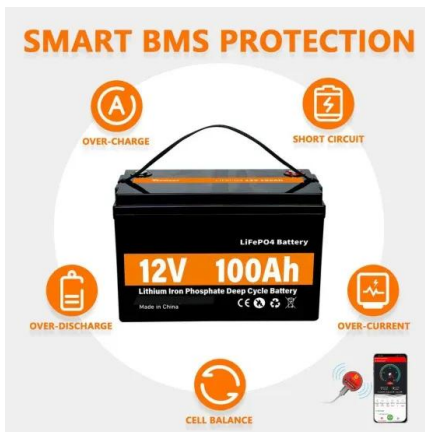 SMART BMS PROTECTION
OVER-CHARGE
SHORT CIRCUIT
LiFePO4 Battery
12V 100Ah
Lithium Iron Phosphate Deep Cycle Battery
Made in China
OVER-DISCHARGE
OVER-CURRENT
CELL BALANCE